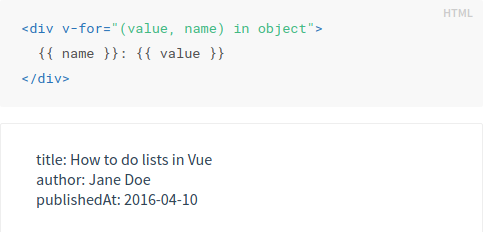 HTML
<div v-for="(value, name) in object">
  {{ name }}: {{ value }}
</div>
title: How to do lists in Vue
author: Jane Doe
publishedAt: 2016-04-10